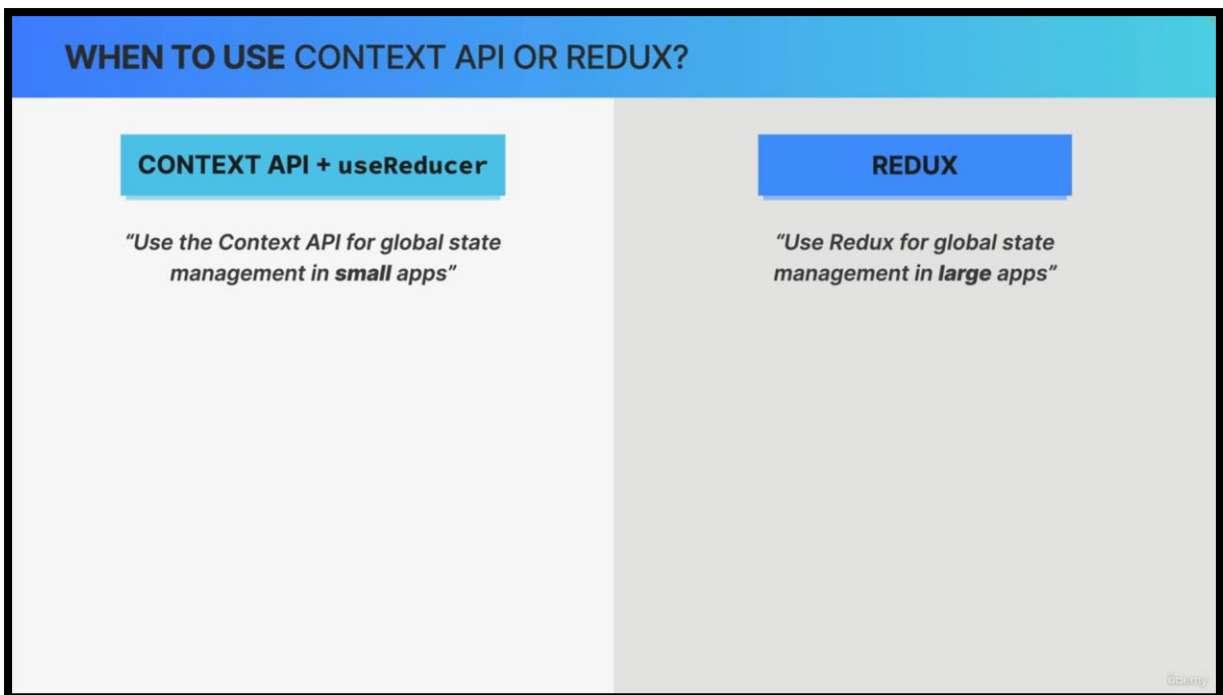 WHEN TO USE CONTEXT API OR REDUX?
CONTEXT API + useReducer
“Use the Context API for global state
management in small apps”
REDUX
“Use Redux for global state
management in large apps”
Udemy